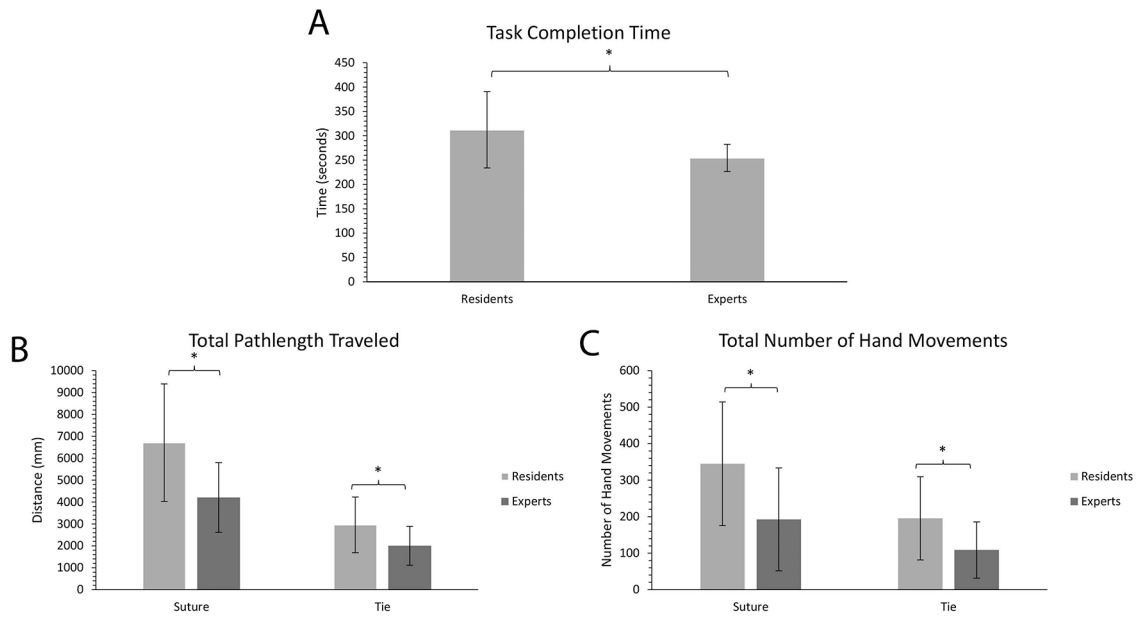 A
Task Completion Time
*
450
400
350
300
250
200
150
100
50
0
Time (seconds)
Residents Experts
B
Total Pathlength Traveled
*
*
10000
9000
8000
7000
6000
5000
4000
3000
2000
1000
0
Distance (mm)
Suture Tie
Residents
Experts
C
Total Number of Hand Movements
*
*
600
500
400
300
200
100
0
Number of Hand Movements
Suture Tie
Residents
Experts